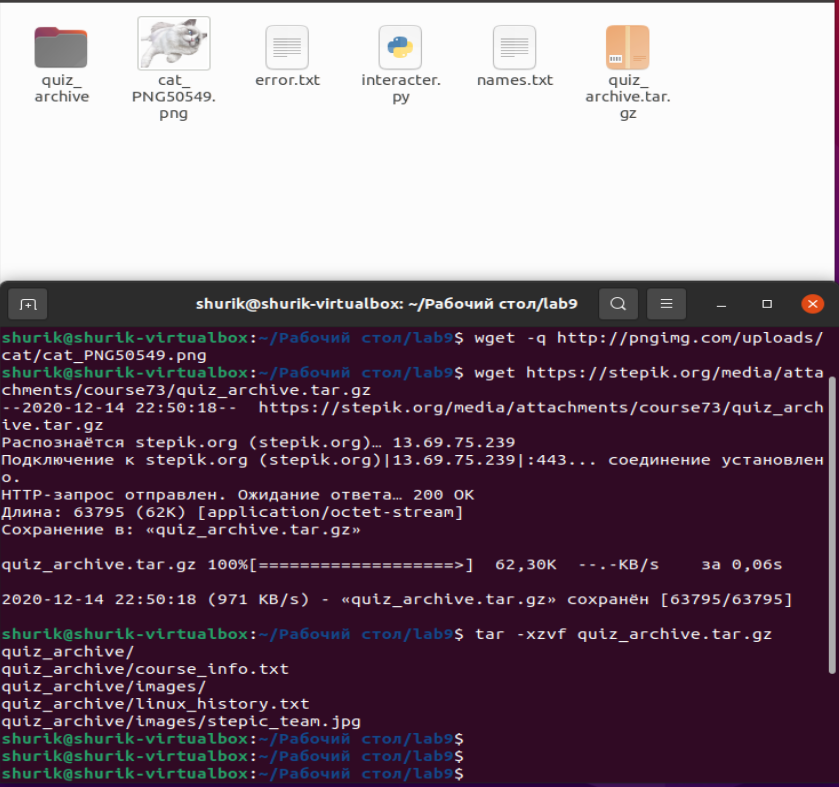 quiz_
archive
cat_
PNG50549.
png
error.txt
interacter.
py
names.txt
quiz_
archive.tar.
gz
shurik@shurik-virtualbox: ~/Рабочий стол/lab9
shurik@shurik-virtualbox:~/Рабочий стол/lab9$ wget -q http://pngimg.com/uploads/
cat/cat_PNG50549.png
shurik@shurik-virtualbox:~/Рабочий стол/lab9$ wget https://stepik.org/media/atta
chments/course73/quiz_archive.tar.gz
--2020-12-14 22:50:18--  https://stepik.org/media/attachments/course73/quiz_arch
ive.tar.gz
Распознаётся stepik.org (stepik.org)… 13.69.75.239
Подключение к stepik.org (stepik.org)|13.69.75.239|:443... соединение установлен
о.
HTTP-запрос отправлен. Ожидание ответа… 200 OK
Длина: 63795 (62K) [application/octet-stream]
Сохранение в: «quiz_archive.tar.gz»
quiz_archive.tar.gz 100%[===================>]  62,30K  --.-KB/s    за 0,06s
2020-12-14 22:50:18 (971 KB/s) - «quiz_archive.tar.gz» сохранён [63795/63795]
shurik@shurik-virtualbox:~/Рабочий стол/lab9$ tar -xzvf quiz_archive.tar.gz
quiz_archive/
quiz_archive/course_info.txt
quiz_archive/images/
quiz_archive/linux_history.txt
quiz_archive/images/stepic_team.jpg
shurik@shurik-virtualbox:~/Рабочий стол/lab9$
shurik@shurik-virtualbox:~/Рабочий стол/lab9$
shurik@shurik-virtualbox:~/Рабочий стол/lab9$